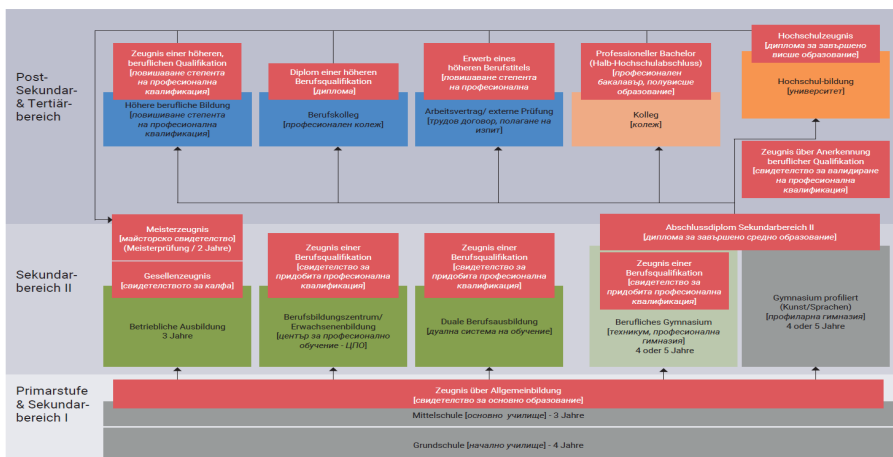 Post-
Sekundar-
& Tertiär-
bereich
Zeugnis einer höheren,
beruflichen Qualifikation
[повишаване степента
на професионална
квалификация]
Höhere berufliche Bildung
[повишиване степента
на професионална
квалификация]
Diplom einer höheren
Berufsqualifikation
[диплома]
Berufskolleg
[професионален колеж]
Erwerb eines
höheren Berufstitels
[повашиване степента
на професионална
Arbeitsvertrag/ externe Prüfung
[трудов договор, полагане на
изпит]
Professioneller Bachelor
(Halb-Hochschulabschluss)
[професионален
бакалавър, полувисше
образование]
Kolleg
[колеж]
Hochschulzeugnis
[диплома за завършено
висше образование]
Hochschul-bildung
[университет]
Zeugnis über Anerkennung
beruflicher Qualifikation
[свидетелство за валидиране
на професионална
квалификация]
Sekundar-
bereich II
Meisterzeugnis
[майсторско свидетелство]
(Meisterprüfung / 2 Jahre)
Gesellenzeugnis
[свидетелството за калфа]
Betriebliche Ausbildung
3 Jahre
Zeugnis einer
Berufsqualifikation
[свидетелство за
придобита професионална
квалификация]
Berufsbildungszentrum/
Erwachsenenbildung
[център за професионално
обучение - ЦПО]
Zeugnis einer
Berufsqualifikation
[свидетелство за
придобита професионална
квалификация]
Duale Berufsausbildung
[дуална система на обучение]
Abschlussdiplom Sekundarbereich II
[диплома за завършено средно образование]
Zeugnis einer
Berufsqualifikation
[свидетелство за
придобита професионална
квалификация]
Berufliches Gymnasium
[техникум, професионална
гимназия]
4 oder 5 Jahre
Gymnasium profiliert
(Kunst/Sprachen)
[профиларна гимназия]
4 oder 5 Jahre
Primarstufe
& Sekundar-
bereich I
Zeugnis über Allgemeinbildung
[свидетелство за основно образование]
Mittelschule [основно училище] - 3 Jahre
Grundschule [начално училище] - 4 Jahre